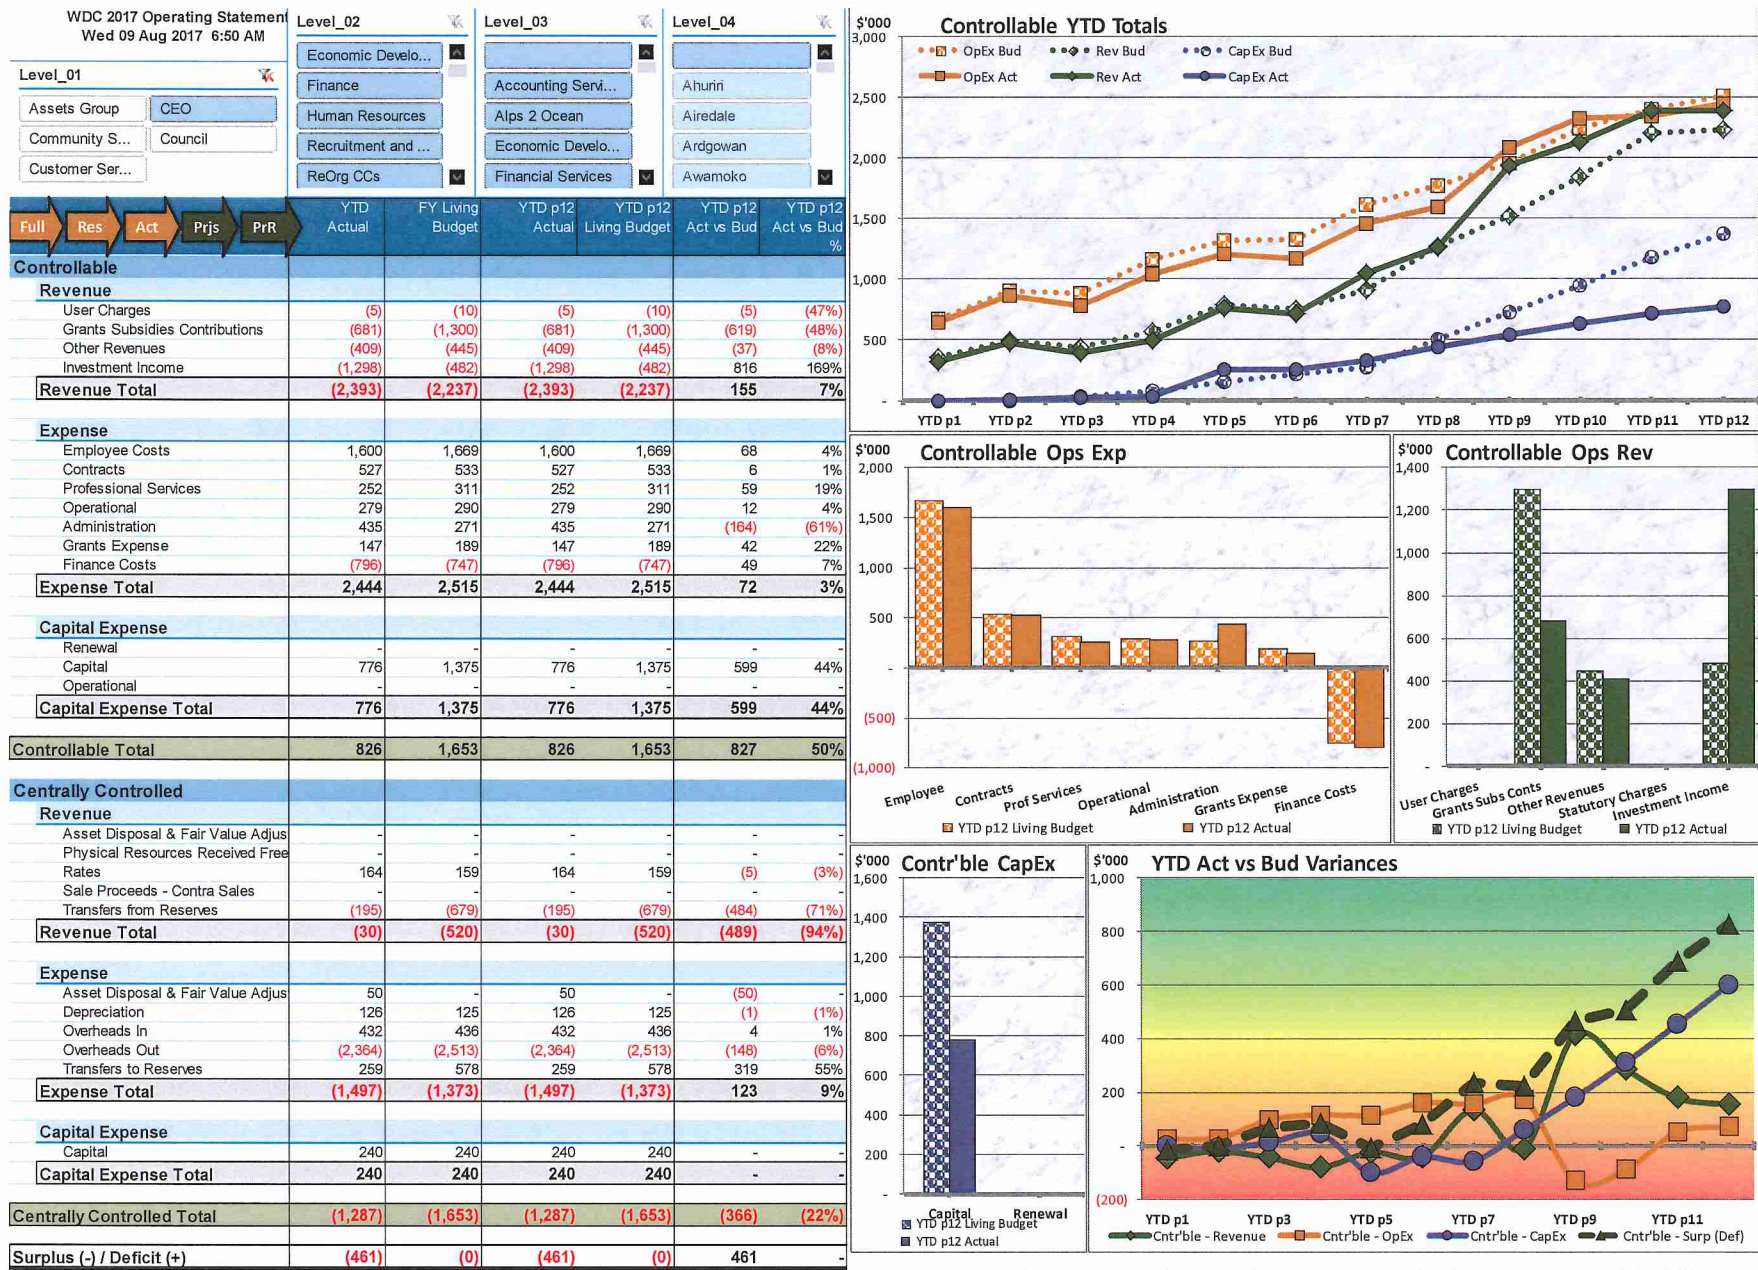 WDC 2017 Operating Statement
Wed 09 Aug 2017 6:50 AM
Level_01
Assets Group CEO
Community S... Council
Customer Ser...
Level_02
Economic Develo...
Finance
Human Resources
Recruitment and ...
ReOrg CCs
Level_03
Accounting Servi...
Alps 2 Ocean
Economic Develo...
Financial Services
Level_04
Ahuriri
Airedale
Ardgowan
Awamoko
Full Res Act Prjs PrR
YTD Actual FY Living Budget YTD p12 Actual YTD p12 Living Budget YTD p12 Act vs Bud YTD p12 Act vs Bud %
Controllable
Revenue
User Charges (5) (10) (5) (10) (5) (47%)
Grants Subsidies Contributions (681) (1,300) (681) (1,300) (619) (48%)
Other Revenues (409) (445) (409) (445) (37) (8%)
Investment Income (1,298) (482) (1,298) (482) 816 169%
Revenue Total (2,393) (2,237) (2,393) (2,237) 155 7%
Expense
Employee Costs 1,600 1,669 1,600 1,669 68 4%
Contracts 527 533 527 533 6 1%
Professional Services 252 311 252 311 59 19%
Operational 279 290 279 290 12 4%
Administration 435 271 435 271 (164) (61%)
Grants Expense 147 189 147 189 42 22%
Finance Costs (796) (747) (796) (747) 49 7%
Expense Total 2,444 2,515 2,444 2,515 72 3%
Capital Expense
Renewal - - - - - -
Capital 776 1,375 776 1,375 599 44%
Operational - - - - - -
Capital Expense Total 776 1,375 776 1,375 599 44%
Controllable Total 826 1,653 826 1,653 827 50%
Centrally Controlled
Revenue
Asset Disposal & Fair Value Adjus - - - - - -
Physical Resources Received Free - - - - - -
Rates 164 159 164 159 (5) (3%)
Sale Proceeds - Contra Sales - - - - - -
Transfers from Reserves (195) (679) (195) (679) (484) (71%)
Revenue Total (30) (520) (30) (520) (489) (94%)
Expense
Asset Disposal & Fair Value Adjus 50 - 50 - (50) -
Depreciation 126 125 126 125 (1) (1%)
Overheads In 432 436 432 436 4 1%
Overheads Out (2,364) (2,513) (2,364) (2,513) (148) (6%)
Transfers to Reserves 259 578 259 578 319 55%
Expense Total (1,497) (1,373) (1,497) (1,373) 123 9%
Capital Expense
Capital 240 240 240 240 - -
Capital Expense Total 240 240 240 240 - -
Centrally Controlled Total (1,287) (1,653) (1,287) (1,653) (366) (22%)
Surplus (-) / Deficit (+) (461) (0) (461) (0) 461 -
$'000 Controllable YTD Totals
OpEx Bud Rev Bud CapEx Bud
OpEx Act Rev Act CapEx Act
3,000
2,500
2,000
1,500
1,000
500
-
YTD p1 YTD p2 YTD p3 YTD p4 YTD p5 YTD p6 YTD p7 YTD p8 YTD p9 YTD p10 YTD p11 YTD p12
$'000 Controllable Ops Exp
2,000
1,500
1,000
500
-
(500)
(1,000)
Employee Contracts Prof Services Operational Administration Grants Expense Finance Costs
YTD p12 Living Budget YTD p12 Actual
$'000 Controllable Ops Rev
1,400
1,200
1,000
800
600
400
200
-
User Charges Grants Subs Conts Other Revenues Statutory Charges Investment Income
YTD p12 Living Budget YTD p12 Actual
$'000 Contr'ble CapEx
1,600
1,400
1,200
1,000
800
600
400
200
-
Capital Renewal
YTD p12 Living Budget
YTD p12 Actual
$'000 YTD Act vs Bud Variances
1,000
800
600
400
200
-
(200)
YTD p1 YTD p3 YTD p5 YTD p7 YTD p9 YTD p11
Cntr'ble - Revenue Cntr'ble - OpEx Cntr'ble - CapEx Cntr'ble - Surp (Def)